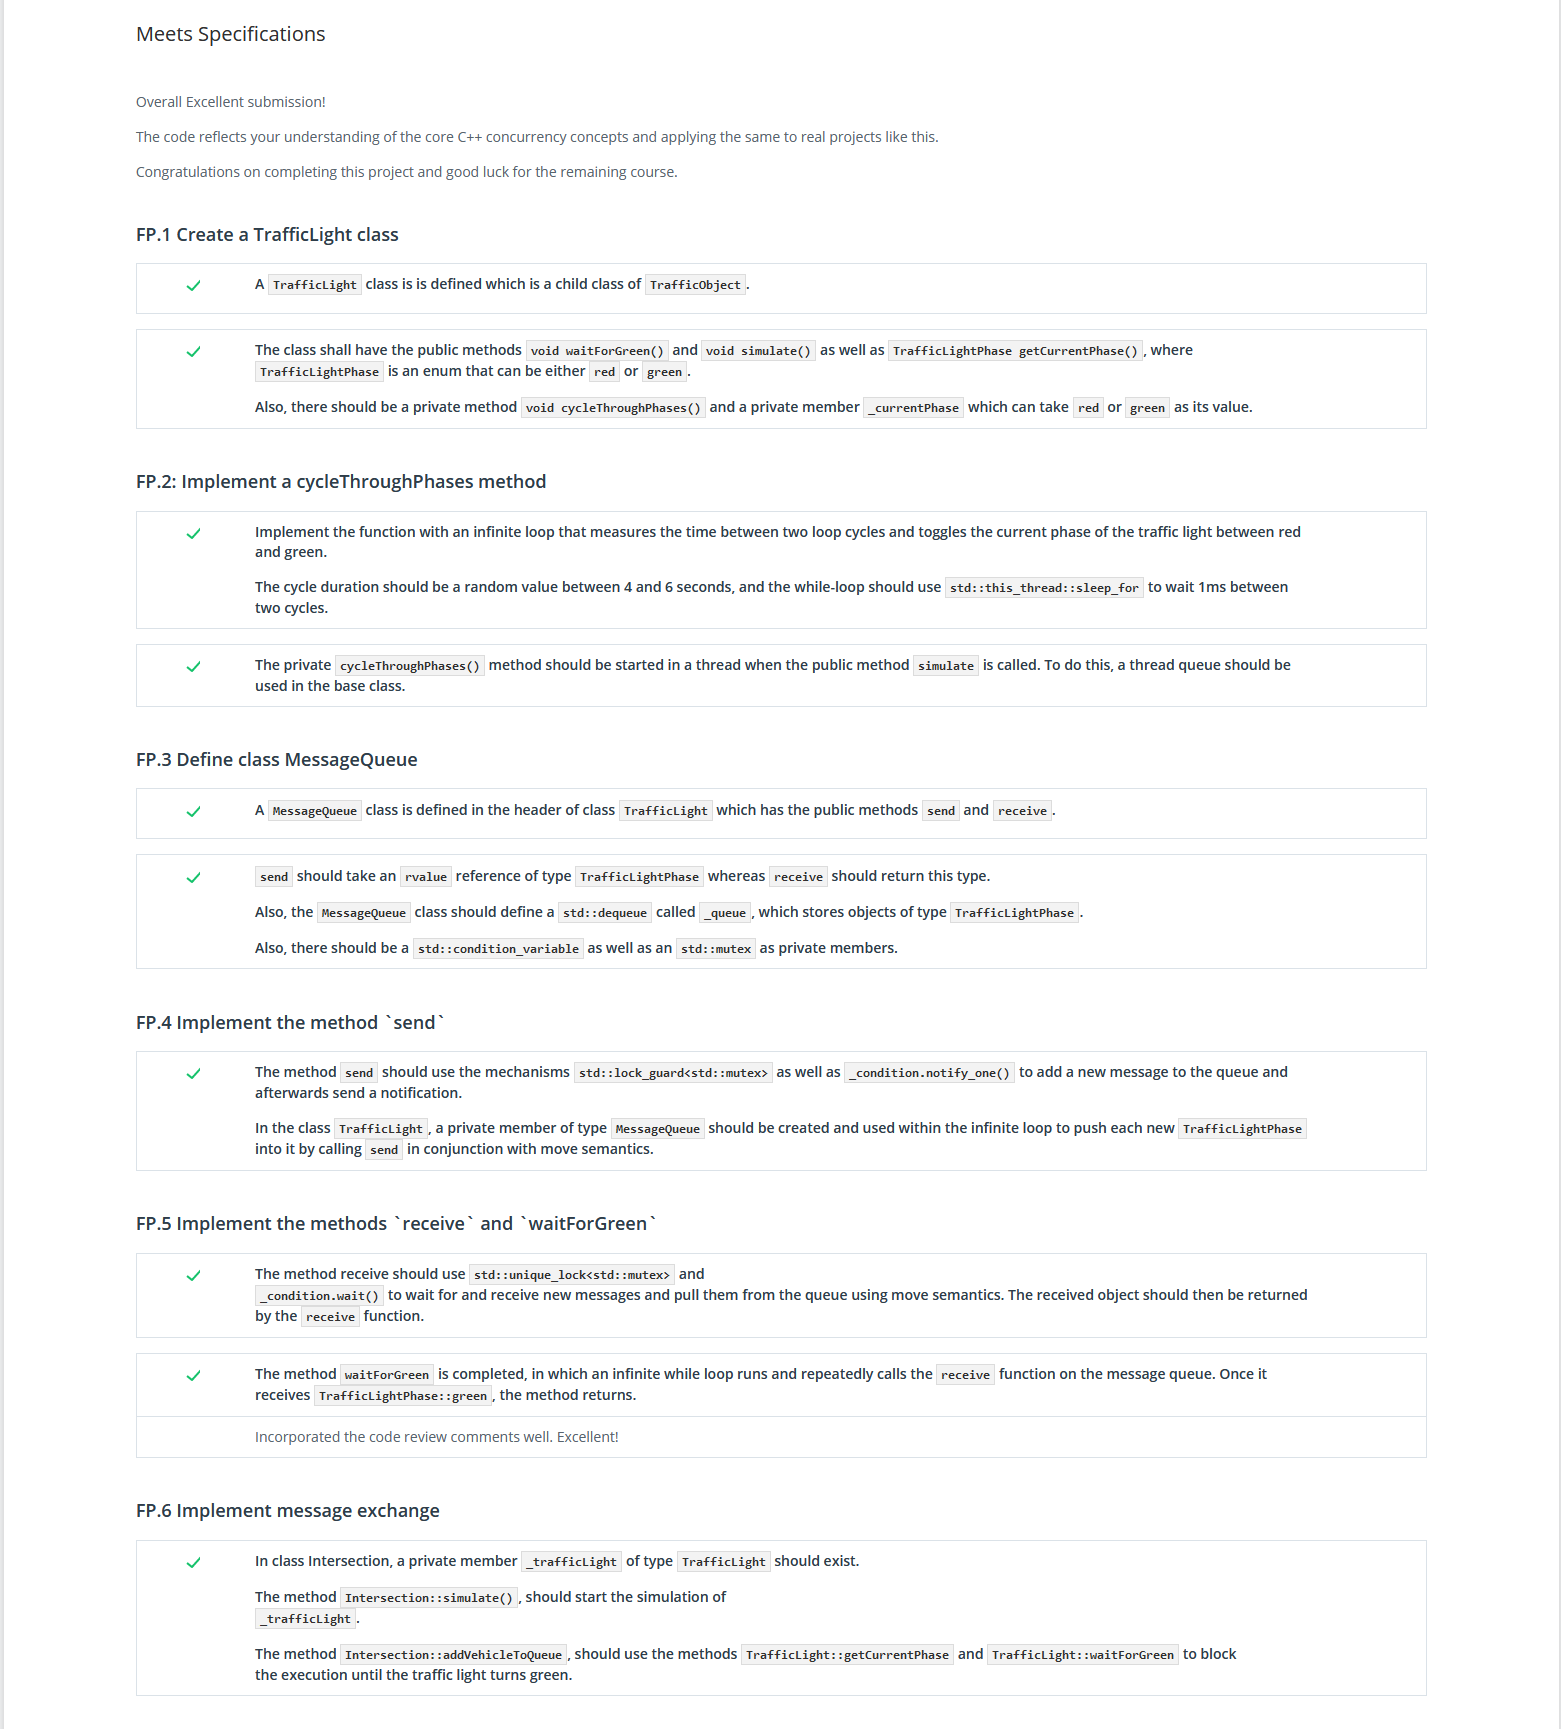 Meets Specifications
Overall Excellent submission!
The code reflects your understanding of the core C++ concurrency concepts and applying the same to real projects like this.
Congratulations on completing this project and good luck for the remaining course.
FP.1 Create a TrafficLight class
A TrafficLight class is is defined which is a child class of TrafficObject.
The class shall have the public methods void waitForGreen() and void simulate() as well as TrafficLightPhase getCurrentPhase(), where
TrafficLightPhase is an enum that can be either red or green.
Also, there should be a private method void cycleThroughPhases() and a private member _currentPhase which can take red or green as its value.
FP.2: Implement a cycleThroughPhases method
Implement the function with an infinite loop that measures the time between two loop cycles and toggles the current phase of the traffic light between red
and green.
The cycle duration should be a random value between 4 and 6 seconds, and the while-loop should use std::this_thread::sleep_for to wait 1ms between
two cycles.
The private cycleThroughPhases() method should be started in a thread when the public method simulate is called. To do this, a thread queue should be
used in the base class.
FP.3 Define class MessageQueue
A MessageQueue class is defined in the header of class TrafficLight which has the public methods send and receive.
send should take an rvalue reference of type TrafficLightPhase whereas receive should return this type.
Also, the MessageQueue class should define a std::dequeue called _queue, which stores objects of type TrafficLightPhase.
Also, there should be a std::condition_variable as well as an std::mutex as private members.
FP.4 Implement the method `send`
The method send should use the mechanisms std::lock_guard<std::mutex> as well as _condition.notify_one() to add a new message to the queue and
afterwards send a notification.
In the class TrafficLight, a private member of type MessageQueue should be created and used within the infinite loop to push each new TrafficLightPhase
into it by calling send in conjunction with move semantics.
FP.5 Implement the methods `receive` and `waitForGreen`
The method receive should use std::unique_lock<std::mutex> and
_condition.wait() to wait for and receive new messages and pull them from the queue using move semantics. The received object should then be returned
by the receive function.
The method waitForGreen is completed, in which an infinite while loop runs and repeatedly calls the receive function on the message queue. Once it
receives TrafficLightPhase::green, the method returns.
Incorporated the code review comments well. Excellent!
FP.6 Implement message exchange
In class Intersection, a private member _trafficLight of type TrafficLight should exist.
The method Intersection::simulate(), should start the simulation of
_trafficLight.
The method Intersection::addVehicleToQueue, should use the methods TrafficLight::getCurrentPhase and TrafficLight::waitForGreen to block
the execution until the traffic light turns green.